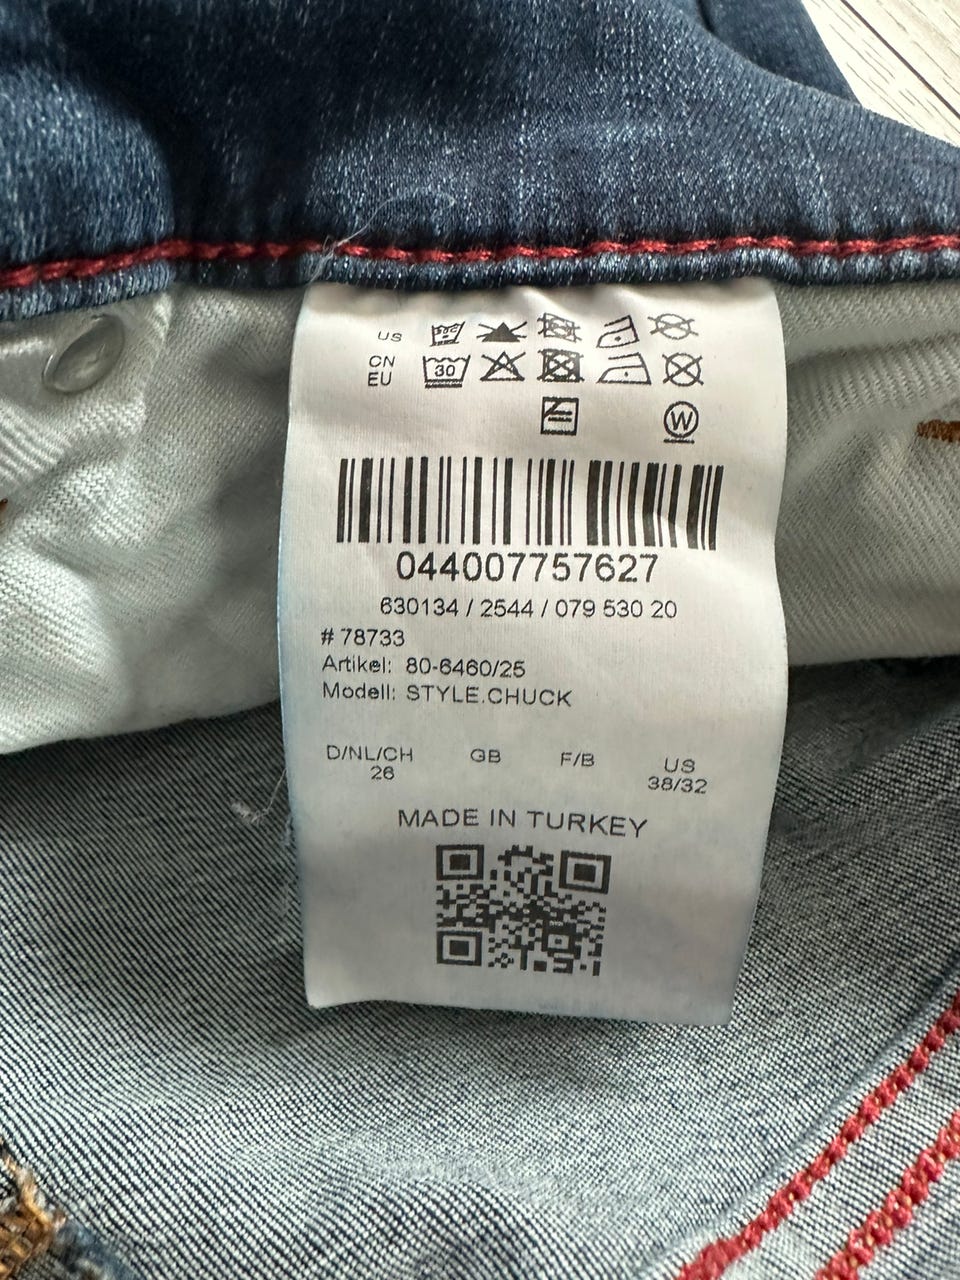 US
CN
EU
30
W
044007757627
630134 / 2544 / 079 530 20
# 78733
Artikel: 80-6460/25
Modell: STYLE.CHUCK
D/NL/CH GB F/B US
26 38/32
MADE IN TURKEY